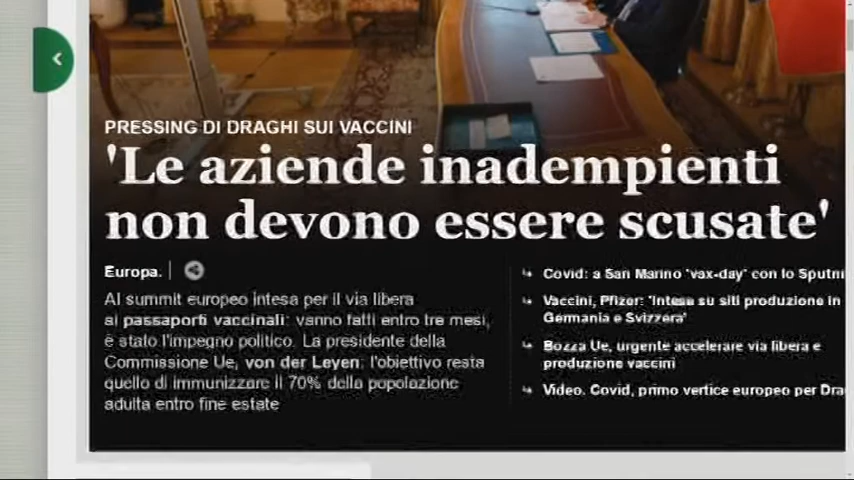 PRESSING DI DRAGHI SUI VACCINI
'Le aziende inadempienti
non devono essere scusate'
Europa.
Al summit europeo intesa per il via libera
ai passaporti vaccinali: vanno fatti entro tre mesi,
è stato l'impegno politico. La presidente della
Commissione Ue, von der Leyen: l'obiettivo resta
quello di immunizzare il 70% della popolazione
adulta entro fine estate
Covid: a San Marino 'vax-day' con lo Sputni
Vaccini, Pfizer: 'Intesa su siti produzione in
Germania e Svizzera'
Bozza Ue, urgente accelerare via libera e
produzione vaccini
Video. Covid, primo vertice europeo per Dra